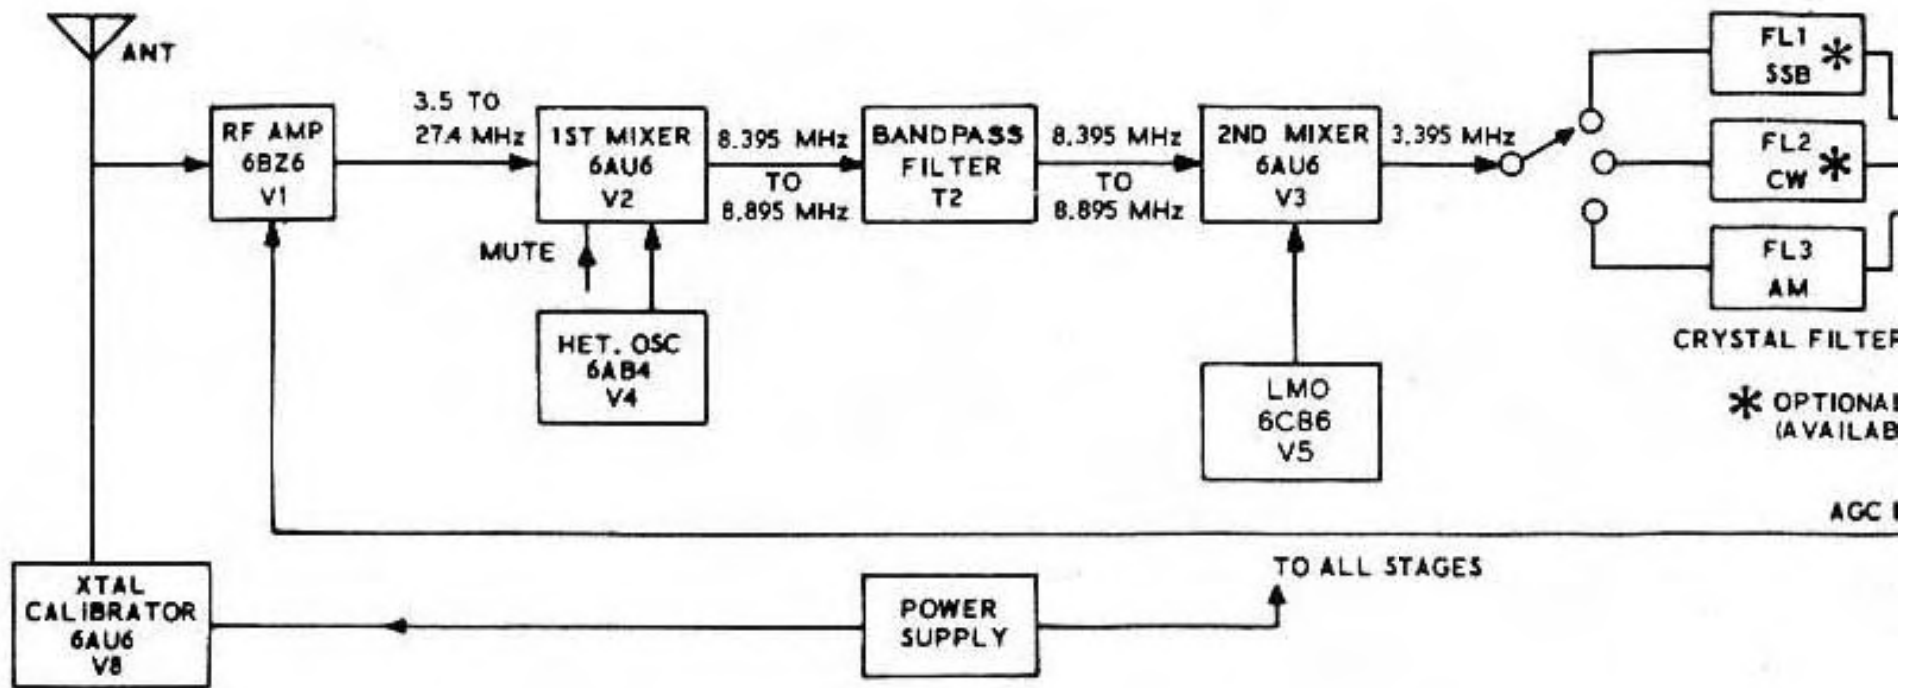 ANT
RF AMP
6BZ6
V1
3.5 TO
27.4 MHz
1ST MIXER
6AU6
V2
8.395 MHz
TO
8.895 MHz
BANDPASS
FILTER
T2
8.395 MHz
TO
8.895 MHz
2ND MIXER
6AU6
V3
3.395 MHz
FL1
SSB *
FL2
CW *
FL3
AM
CRYSTAL FILTER
* OPTIONAL
(AVAILAB
MUTE
HET. OSC
6AB4
V4
LMO
6CB6
V5
AGC
XTAL
CALIBRATOR
6AU6
V8
POWER
SUPPLY
TO ALL STAGES